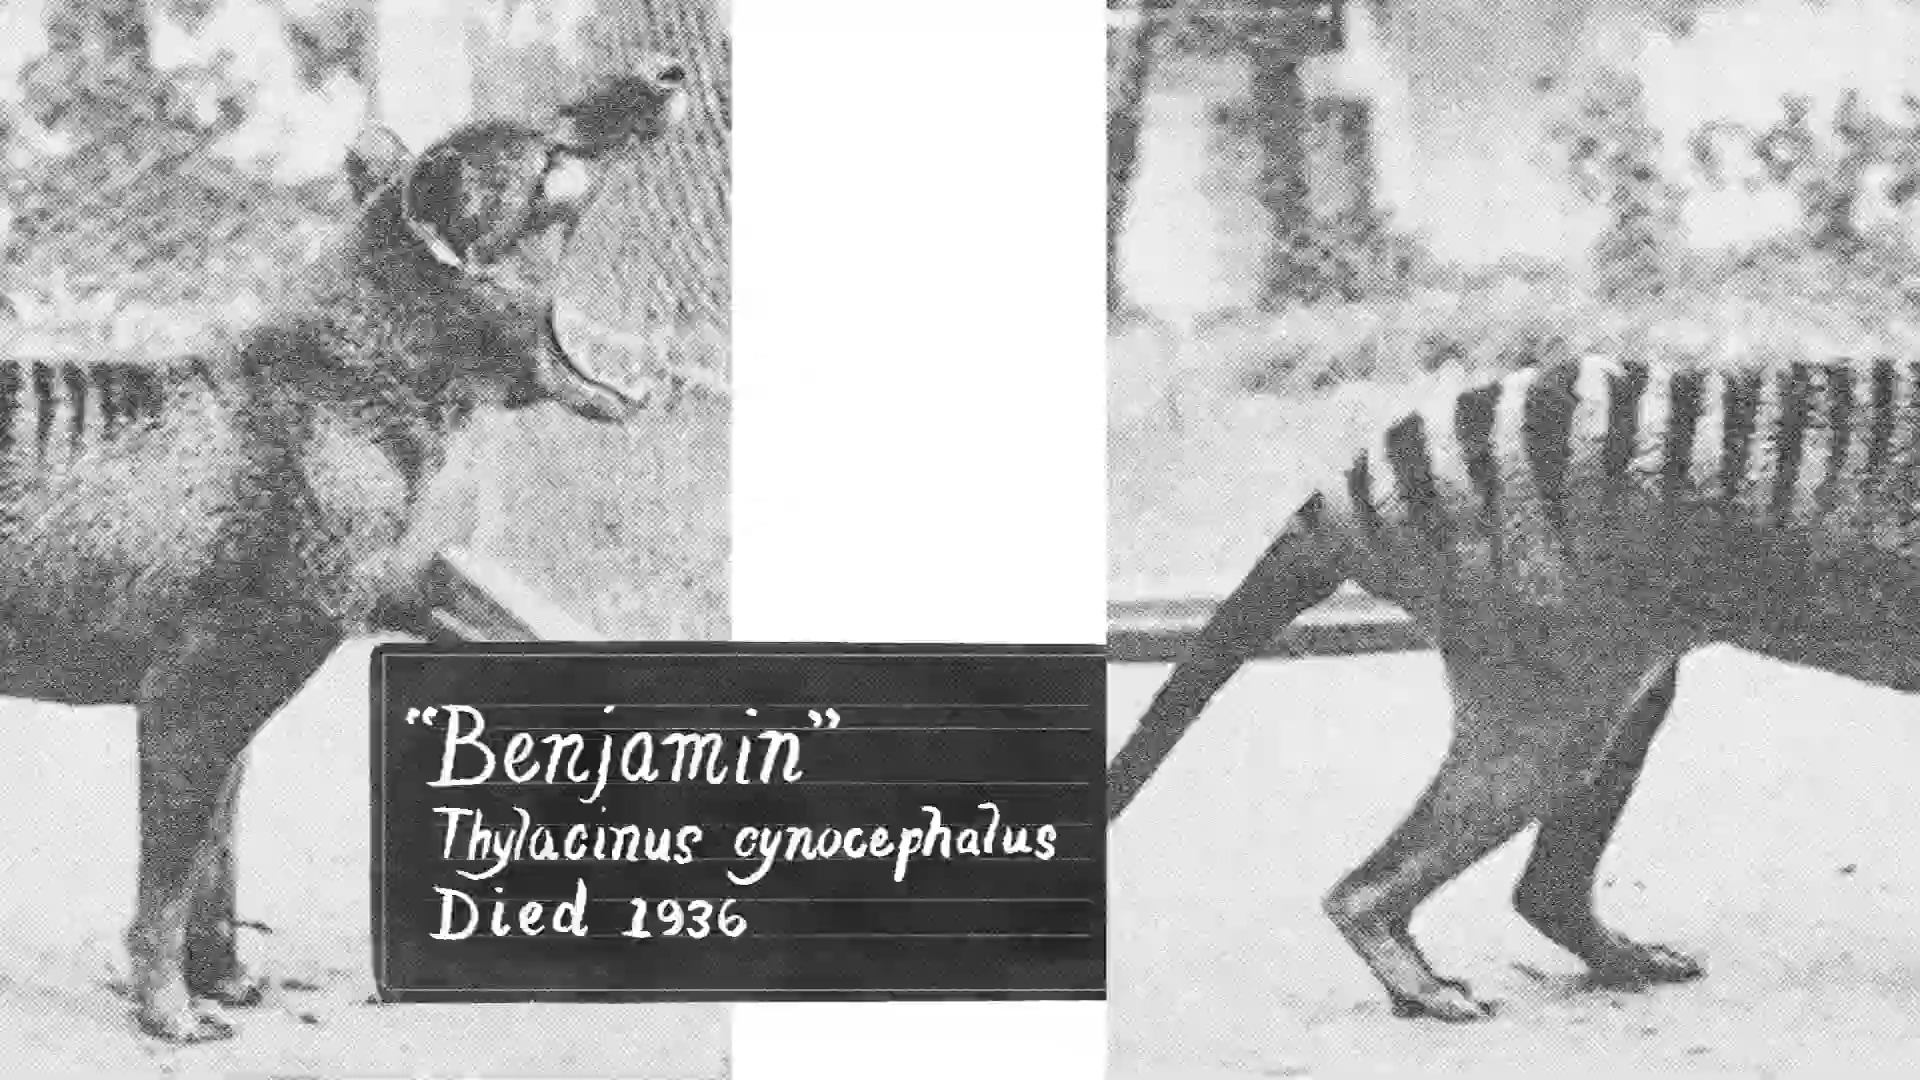 “Benjamin”
Thylacinus cynocephalus
Died 1936